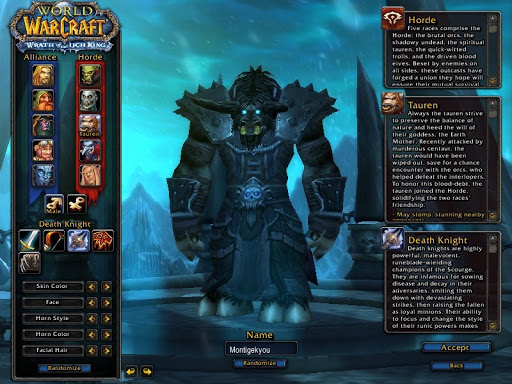 WORLD
OF
WARCRAFT
WRATH OF THE LICH KING
Alliance
Horde
Tauren
Male
Death Knight
Skin Color
Face
Horn Style
Horn Color
Facial Hair
Randomize
Name
Montigekyou
Randomize
Horde
Five races comprise the
Horde: the brutal orcs, the
shadowy undead, the spiritual
tauren, the quick-witted
trolls, and the driven blood
elves. Beset by enemies on
all sides, these outcasts have
forged a union they hope will
ensure their mutual survival.
Tauren
Always the tauren strive
to preserve the balance of
nature and heed the will of
their goddess, the Earth
Mother. Recently attacked by
murderous centaur, the
tauren would have been
wiped out, save for a chance
encounter with the orcs, who
helped defeat the interlopers.
To honor this blood-debt, the
tauren joined the Horde,
solidifying the two races'
friendship.
- May stomp, stunning nearby
Death Knight
Death knights are highly
powerful, malevolent,
runeblade-wielding
champions of the Scourge.
They are infamous for sowing
disease and decay in their
adversaries, smiting them
down with devastating
strikes, then raising the fallen
as loyal minions. Their ability
to focus and change the style
of their runic powers makes
Accept
Back